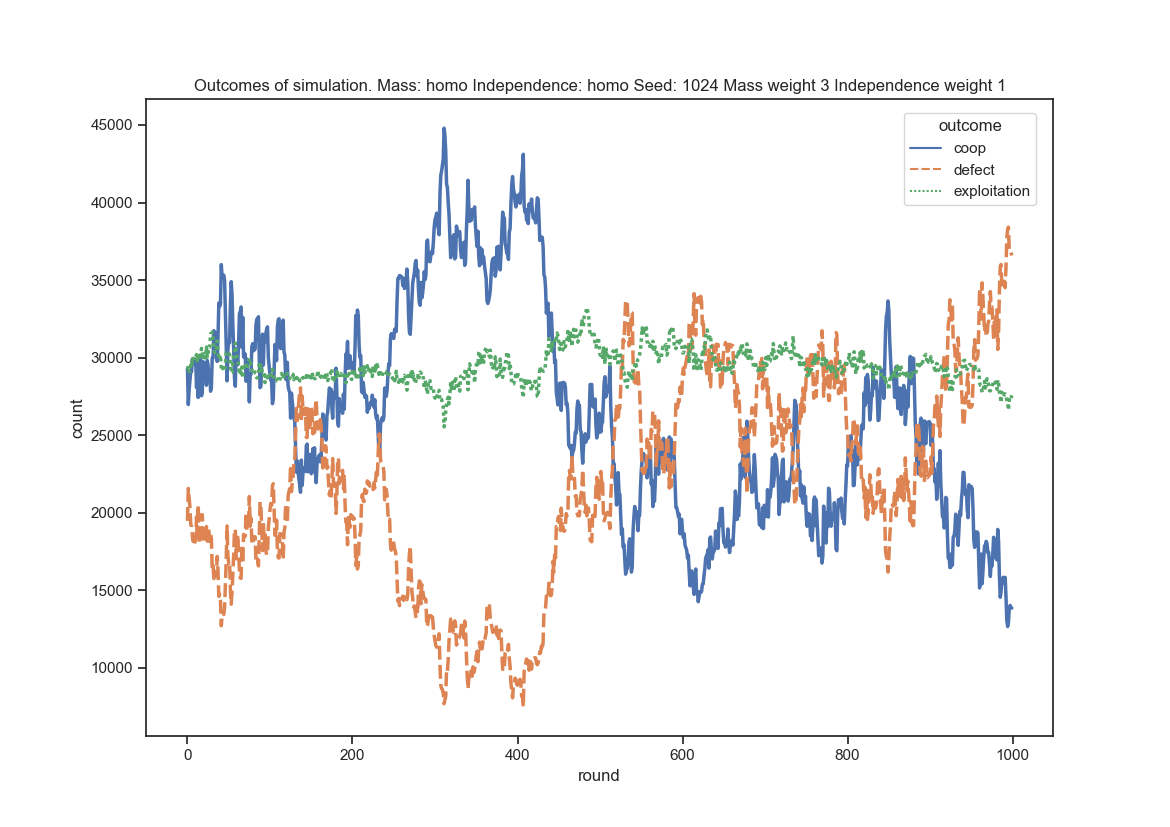 Outcomes of simulation. Mass: homo Independence: homo Seed: 1024 Mass weight 3 Independence weight 1
outcome
coop
defect
exploitation
45000
40000
35000
30000
25000
20000
15000
10000
count
0
200
400
600
800
1000
round